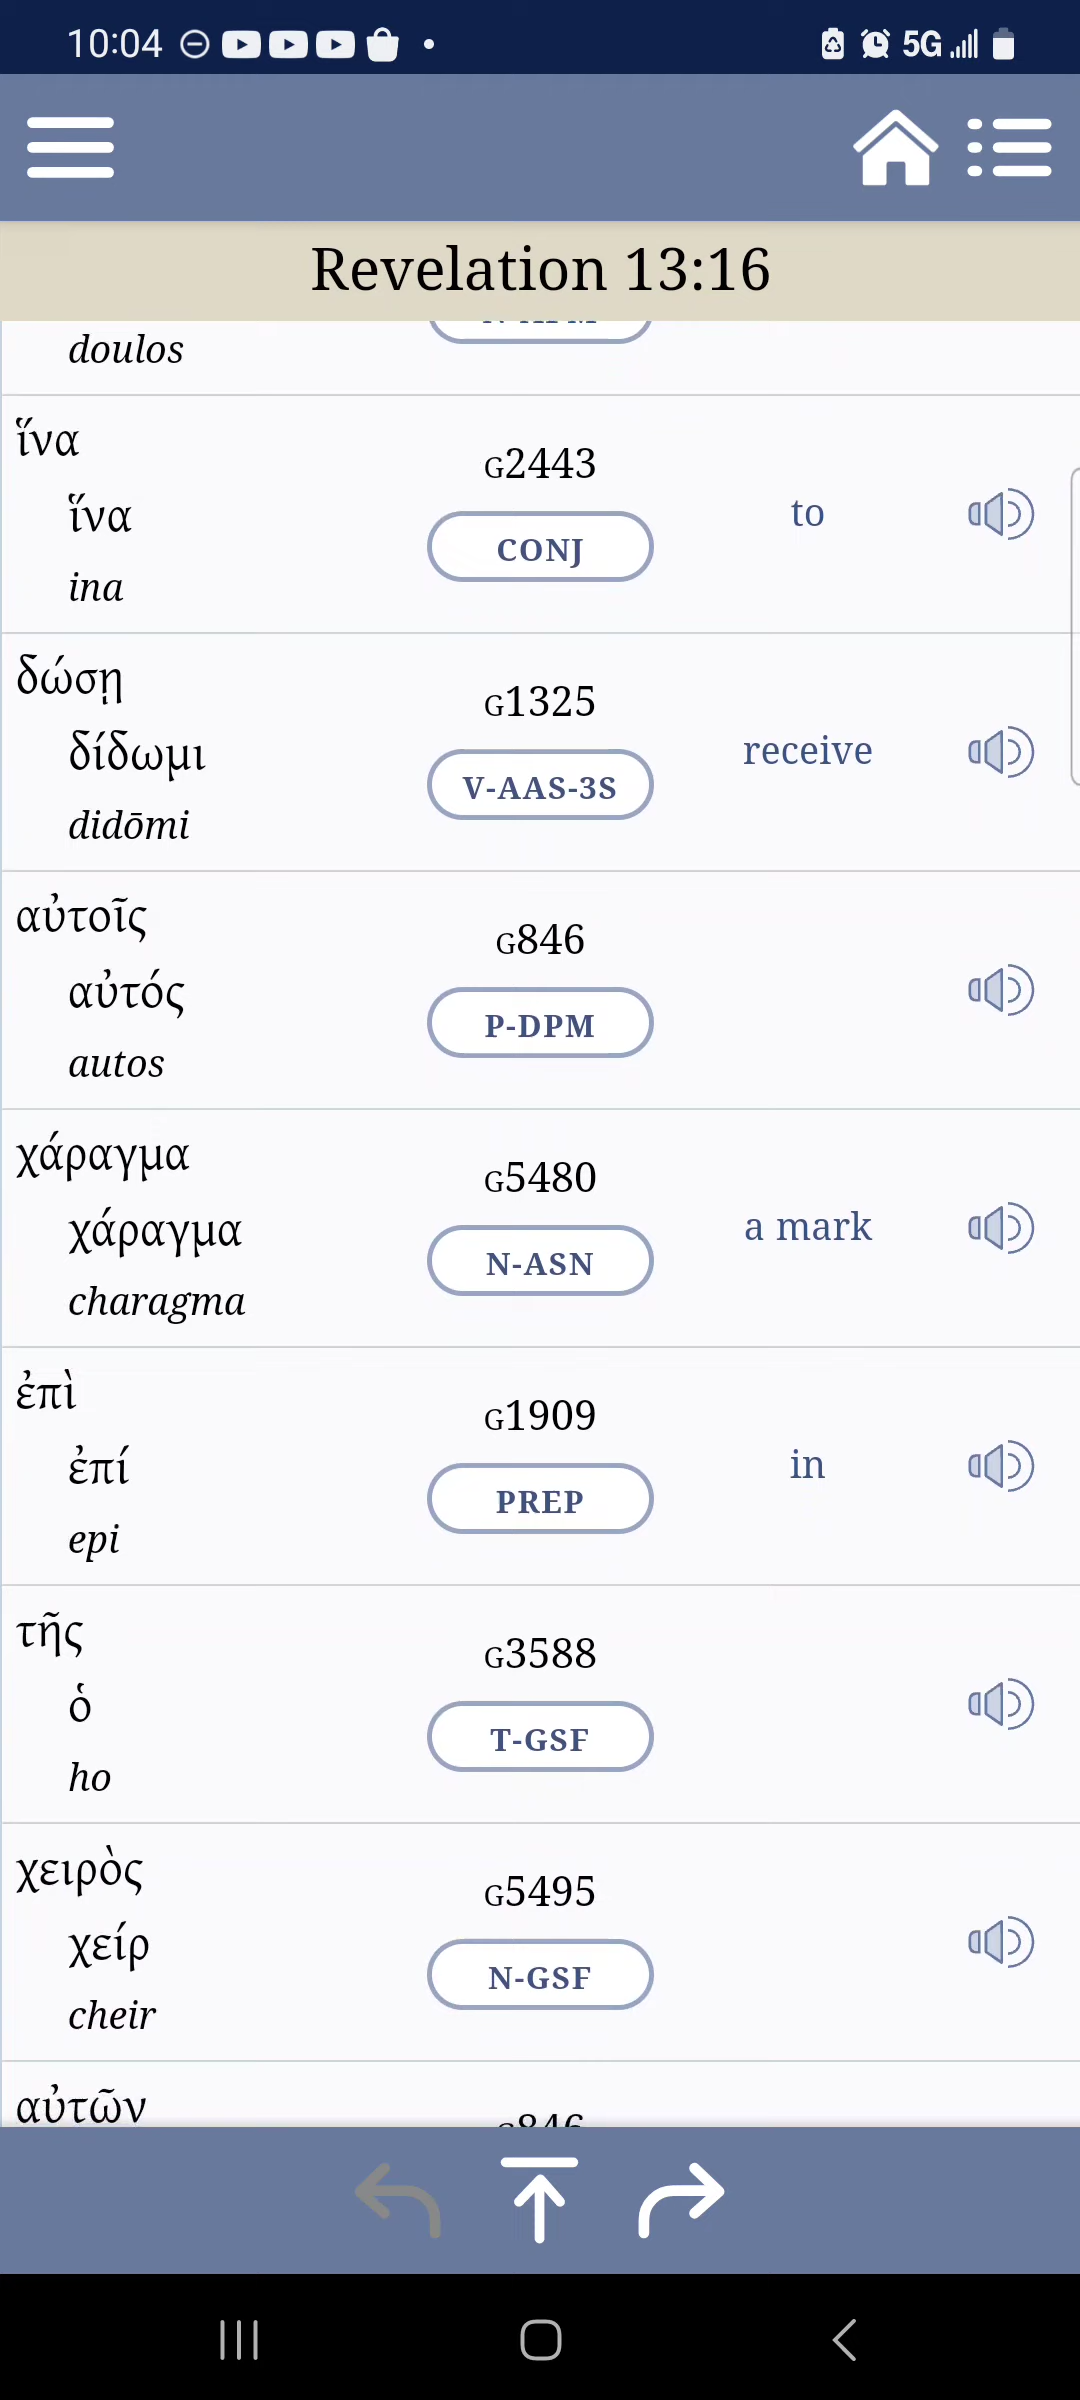 10:04
5G
Revelation 13:16
doulos
ἵνα
ἵνα
ina
G2443
CONJ
to
δώσῃ
δίδωμι
didōmi
G1325
V-AAS-3S
receive
αὐτοῖς
αὐτός
autos
G846
P-DPM
χάραγμα
χάραγμα
charagma
G5480
N-ASN
a mark
ἐπὶ
ἐπί
epi
G1909
PREP
in
τῆς
ὁ
ho
G3588
T-GSF
χειρὸς
χείρ
cheir
G5495
N-GSF
αὐτῶν
G846